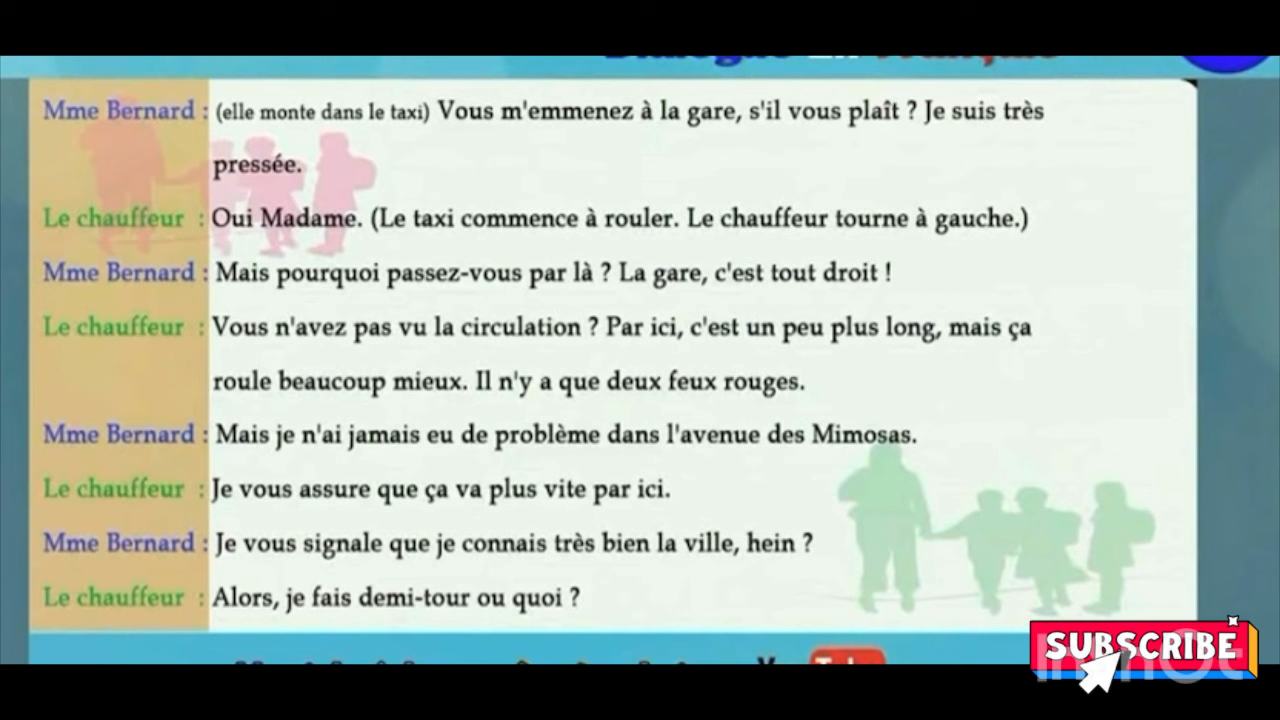 Mme Bernard : (elle monte dans le taxi) Vous m'emmenez à la gare, s'il vous plaît ? Je suis très
pressée.
Le chauffeur : Oui Madame. (Le taxi commence à rouler. Le chauffeur tourne à gauche.)
Mme Bernard : Mais pourquoi passez-vous par là ? La gare, c'est tout droit !
Le chauffeur : Vous n'avez pas vu la circulation ? Par ici, c'est un peu plus long, mais ça
roule beaucoup mieux. Il n'y a que deux feux rouges.
Mme Bernard : Mais je n'ai jamais eu de problème dans l'avenue des Mimosas.
Le chauffeur : Je vous assure que ça va plus vite par ici.
Mme Bernard : Je vous signale que je connais très bien la ville, hein ?
Le chauffeur : Alors, je fais demi-tour ou quoi ?
SUBSCRIBE